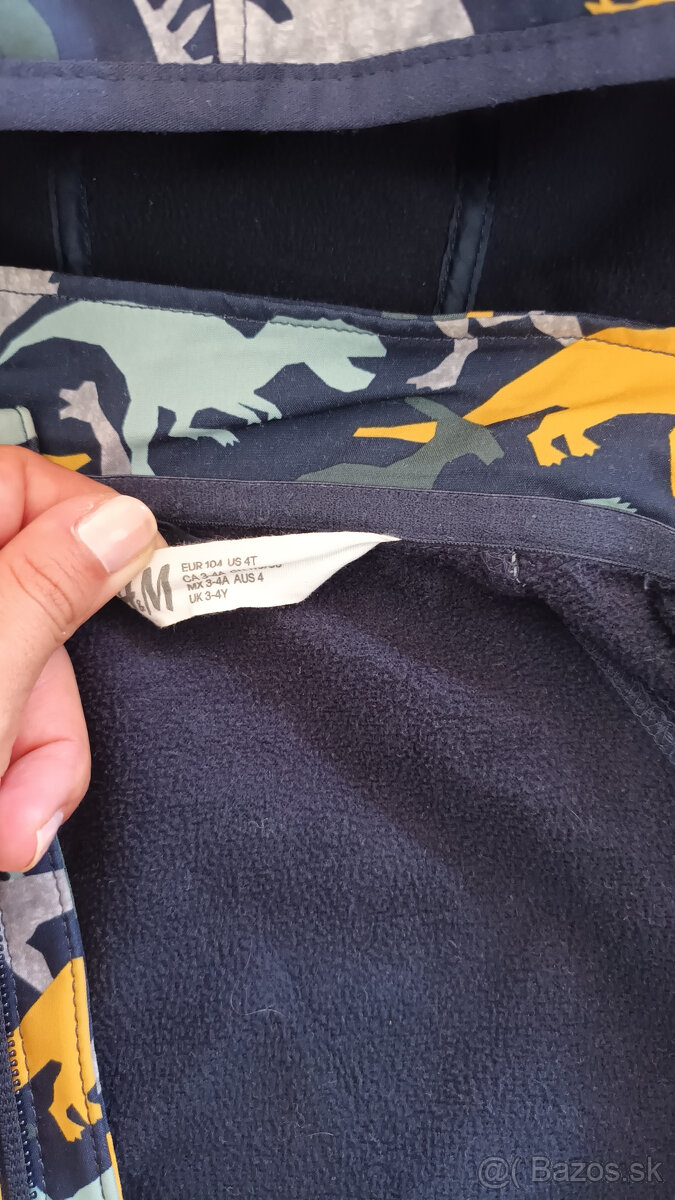 H&M
EUR 104 US 4T
CA 3-4A
MX 3-4A AUS 4
UK 3-4Y
@( Bazos.sk